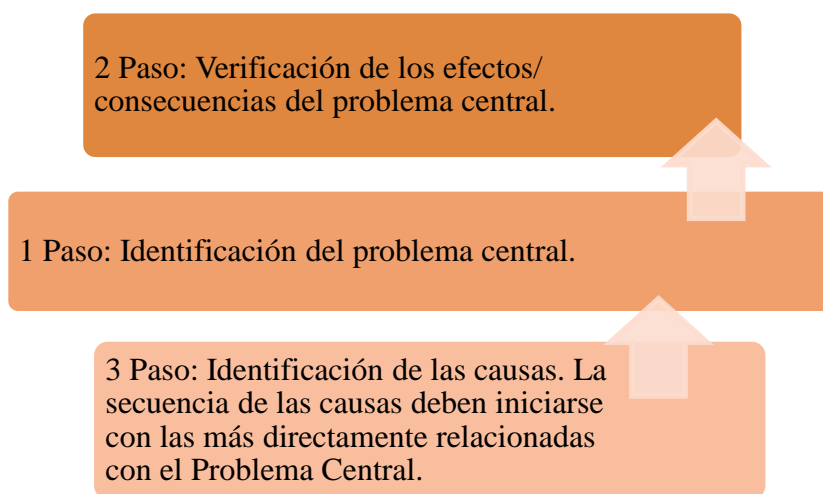 2 Paso: Verificación de los efectos/
consecuencias del problema central.
1 Paso: Identificación del problema central.
3 Paso: Identificación de las causas. La
secuencia de las causas deben iniciarse
con las más directamente relacionadas
con el Problema Central.